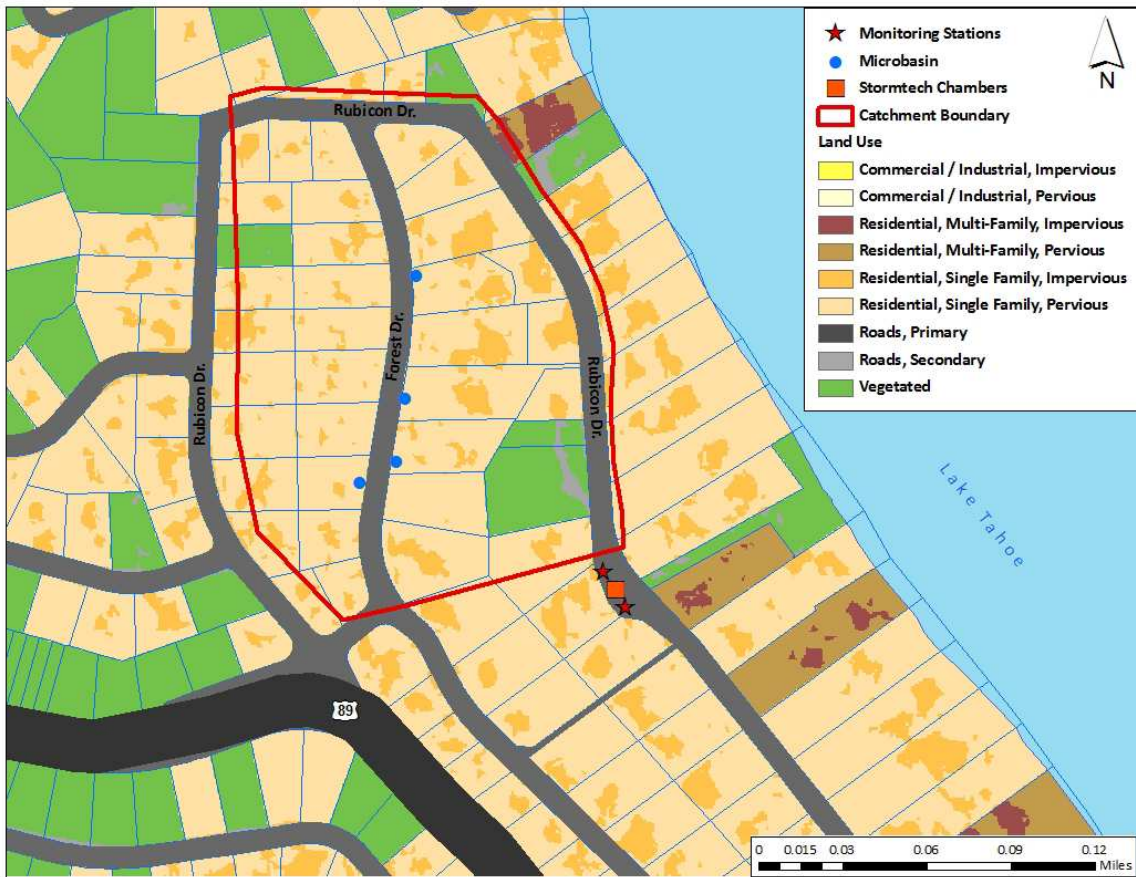 Monitoring Stations
Microbasin
Stormtech Chambers
Catchment Boundary
Land Use
Commercial / Industrial, Impervious
Commercial / Industrial, Pervious
Residential, Multi-Family, Impervious
Residential, Multi-Family, Pervious
Residential, Single Family, Impervious
Residential, Single Family, Pervious
Roads, Primary
Roads, Secondary
Vegetated
N
Rubicon Dr.
Forest Dr.
Rubicon Dr.
Rubicon Dr.
Lake Tahoe
89
0 0.015 0.03 0.06 0.09 0.12
Miles